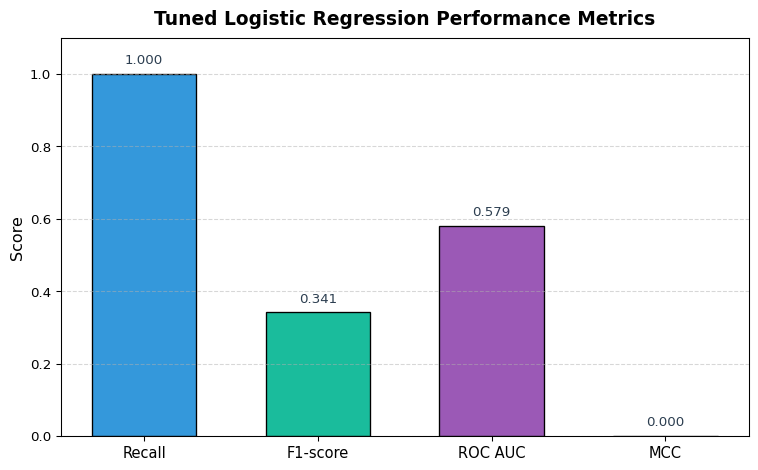 Tuned Logistic Regression Performance Metrics
Score
1.0
0.8
0.6
0.4
0.2
0.0
1.000
0.341
0.579
0.000
Recall
F1-score
ROC AUC
MCC